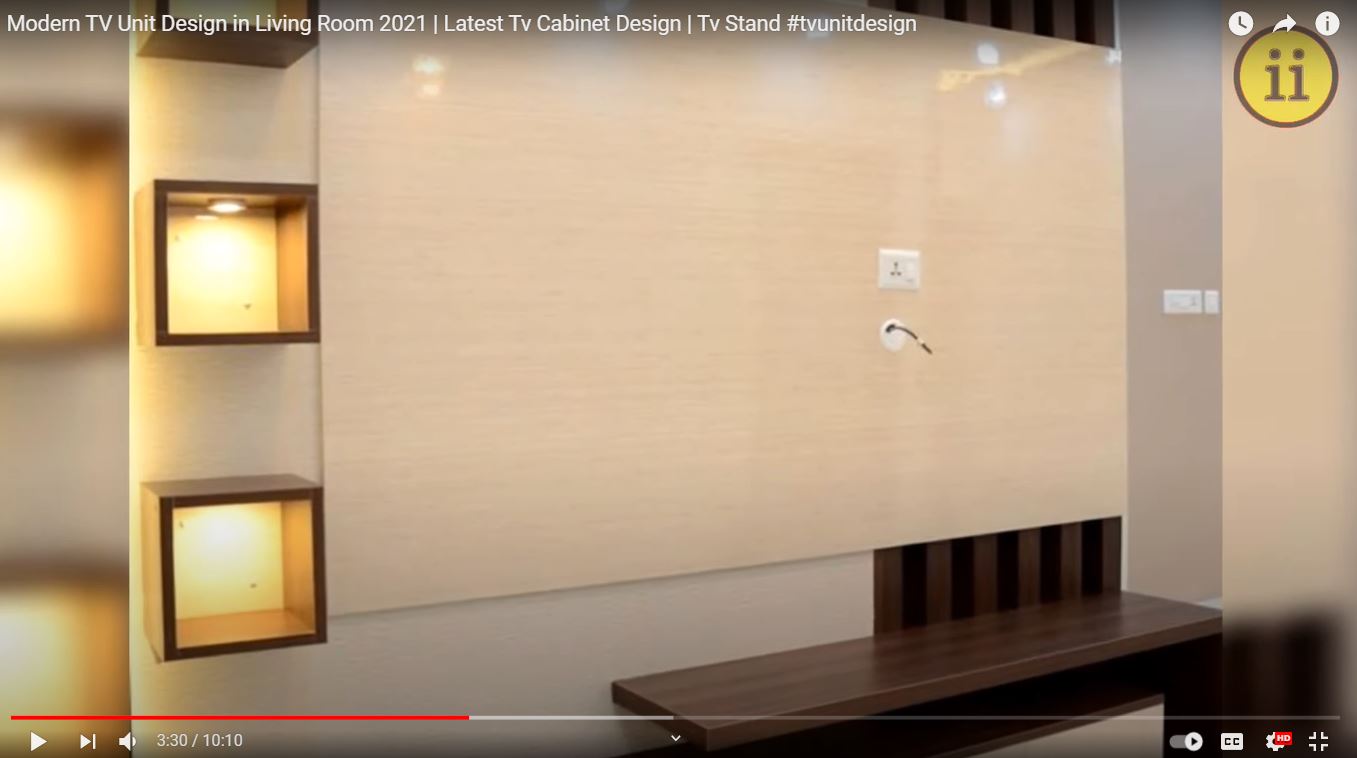 Modern TV Unit Design in Living Room 2021 | Latest Tv Cabinet Design | Tv Stand #tvunitdesign
ii
3:30 / 10:10
CC
HD